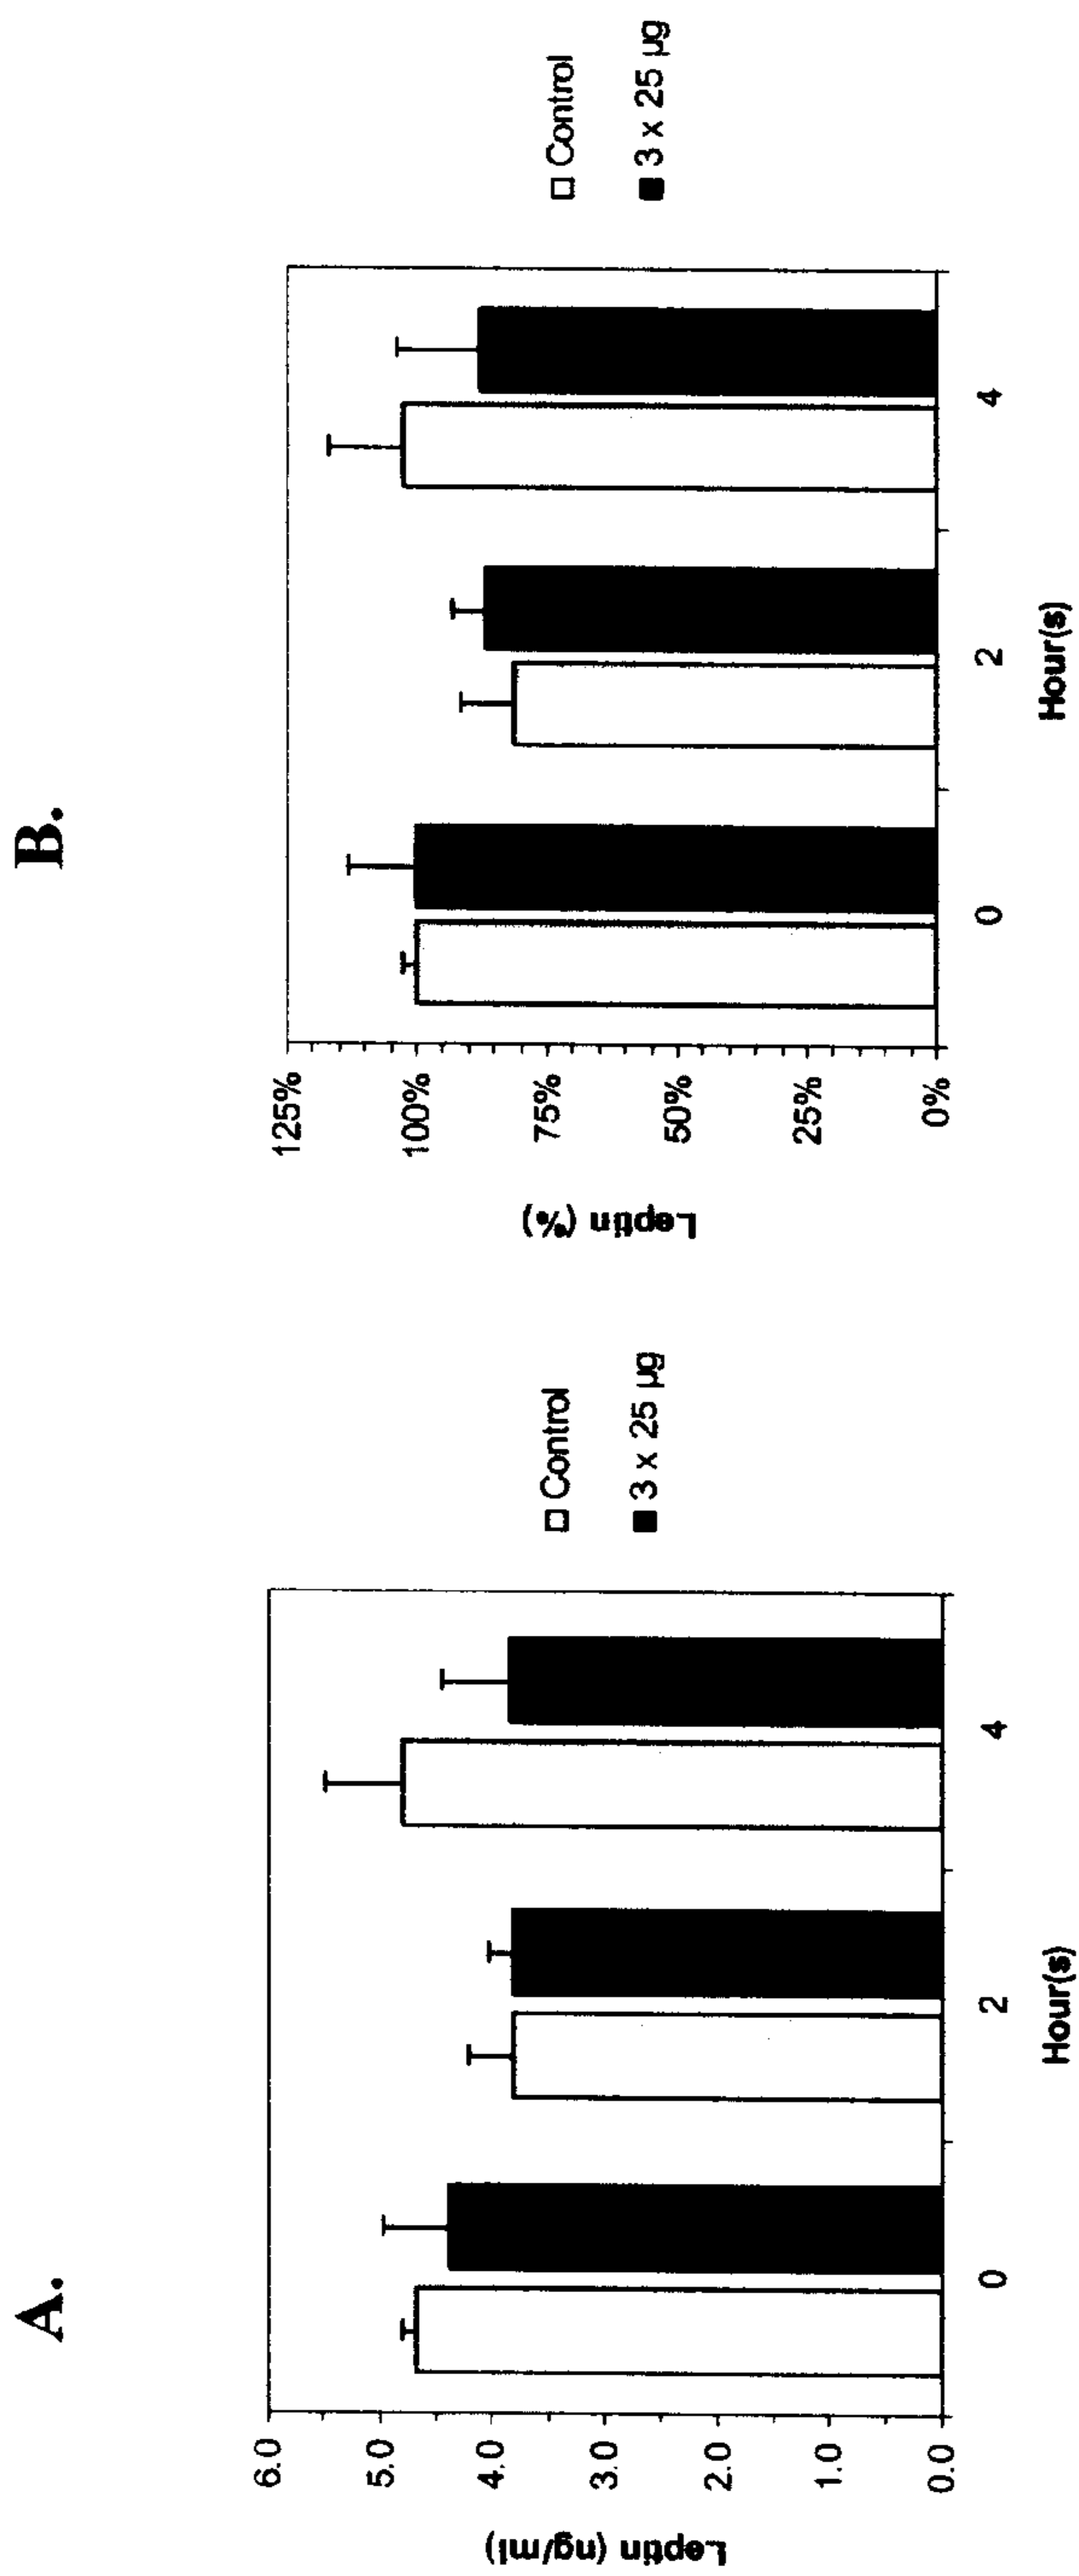 A.
Leptin (ng/ml)
6.0
5.0
4.0
3.0
2.0
1.0
0.0
0
2
4
Hour(s)
Control
3 x 25 µg
B.
Leptin (%)
125%
100%
75%
50%
25%
0%
0
2
4
Hour(s)
Control
3 x 25 µg